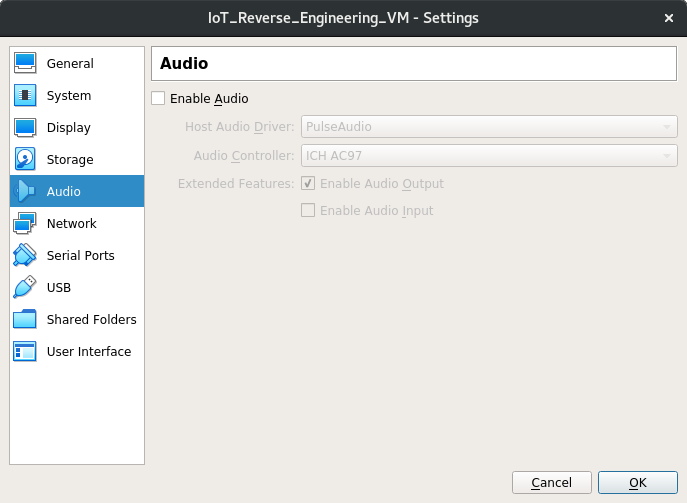 IoT_Reverse_Engineering_VM - Settings
General
System
Display
Storage
Audio
Network
Serial Ports
USB
Shared Folders
User Interface
Audio
Enable Audio
Host Audio Driver: PulseAudio
Audio Controller: ICH AC97
Extended Features: Enable Audio Output
Enable Audio Input
Cancel OK